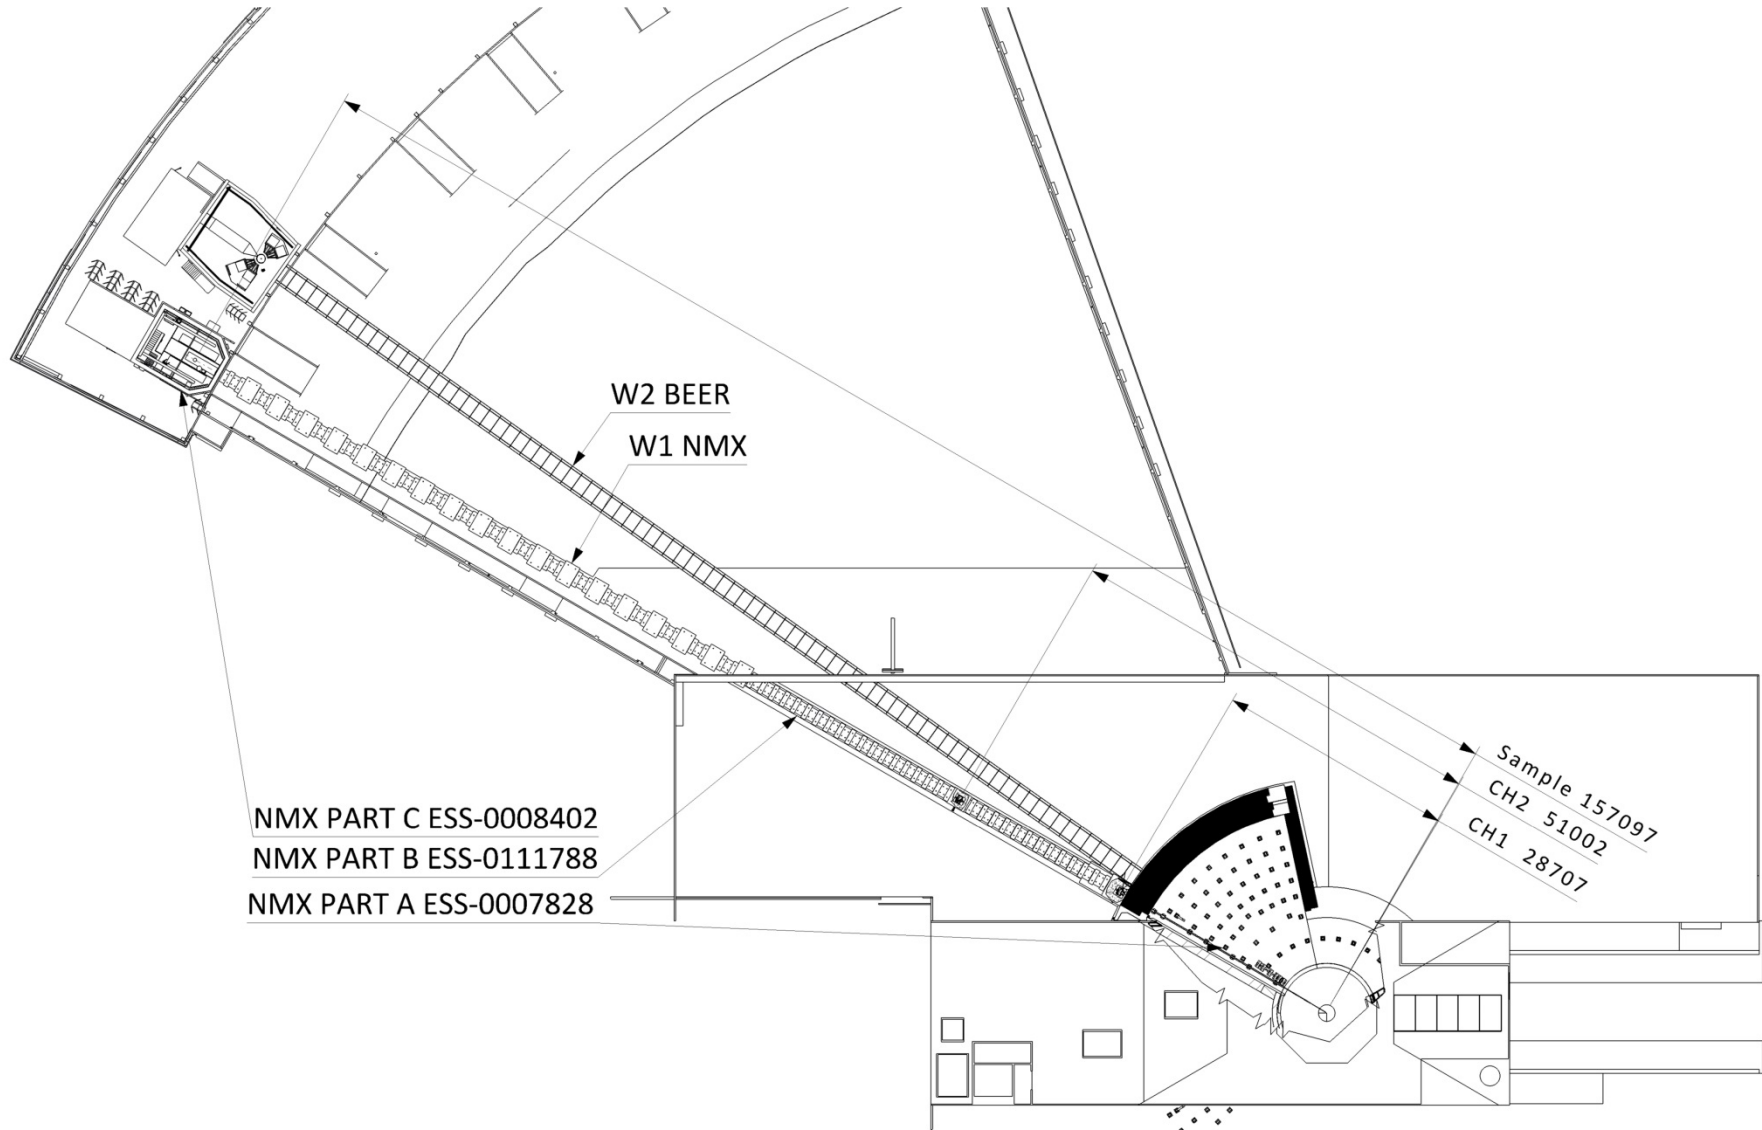 W2 BEER
W1 NMX
Sample 157097
CH2 51002
CH1 28707
NMX PART C ESS-0008402
NMX PART B ESS-0111788
NMX PART A ESS-0007828